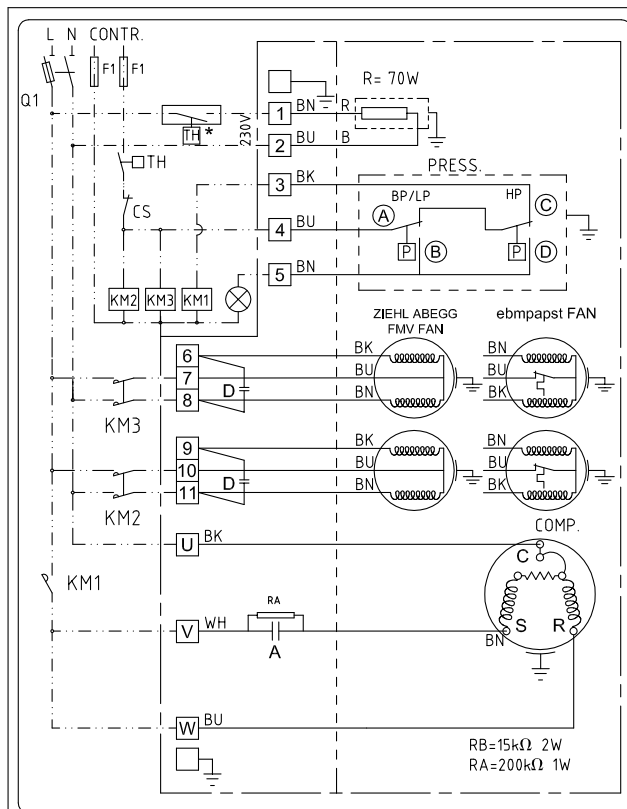 L N CONTR.
F1 F1
Q1
TH *
230V
1 BN R
R= 70W
2 BU B
TH
3 BK
PRESS.
CS
BP/LP HP
A C
4 BU
P B P D
5 BN
KM2 KM3 KM1
ZIEHL ABEGG
FMV FAN
ebmpapst FAN
6 BK BN
7 D BU BU
8 BN BK
KM3
9 BK BN
10 D BU BU
11 BN BK
KM2
COMP.
U BK
C
KM1
RA
V WH
A
S R
BN
W BU
RB=15kΩ 2W
RA=200kΩ 1W